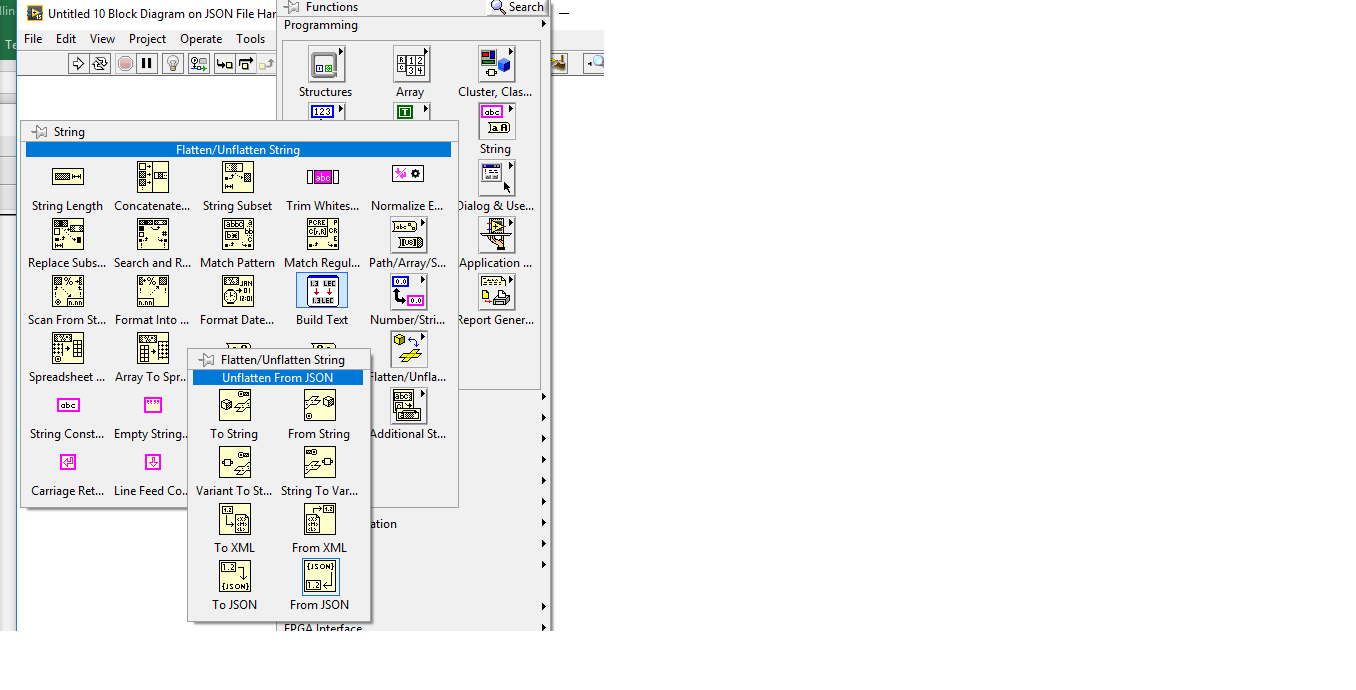 Untitled 10 Block Diagram on JSON File Har
File Edit View Project Operate Tools
Functions
Search
Programming
Structures
Array
Cluster, Clas...
String
Dialog & Use...
Application ...
Report Gener...
String
Flatten/Unflatten String
String Length
Concatenate...
String Subset
Trim Whites...
Normalize E...
Replace Subs...
Search and R...
Match Pattern
Match Regul...
Path/Array/S...
Scan From St...
Format Into ...
Format Date...
Build Text
Number/Stri...
Spreadsheet ...
Array To Spr...
Flatten/Unfla...
String Const...
Empty String...
Additional St...
Carriage Ret...
Line Feed Co...
Flatten/Unflatten String
Unflatten From JSON
To String
From String
Variant To St...
String To Var...
To XML
From XML
To JSON
From JSON
ation
FPGA Interface